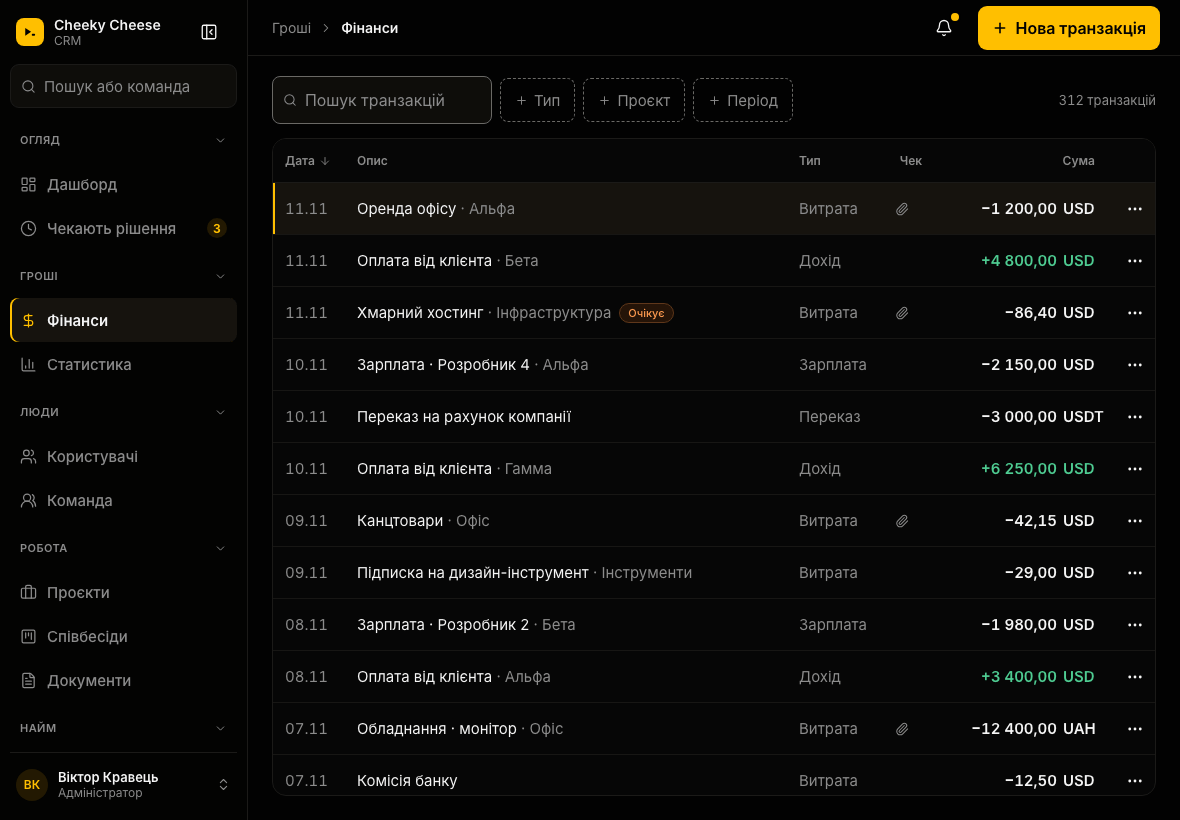 Cheeky Cheese
CRM
Пошук або команда
ОГЛЯД
Дашборд
Чекають рішення 3
ГРОШІ
Фінанси
Статистика
ЛЮДИ
Користувачі
Команда
РОБОТА
Проєкти
Співбесіди
Документи
НАЙМ
ВК
Віктор Кравець
Адміністратор
Гроші > Фінанси
+ Нова транзакція
Пошук транзакцій
+ Тип
+ Проєкт
+ Період
312 транзакцій
Дата ↓ Опис Тип Чек Сума
11.11 Оренда офісу · Альфа Витрата −1 200,00 USD
11.11 Оплата від клієнта · Бета Дохід +4 800,00 USD
11.11 Хмарний хостинг · Інфраструктура Очікує Витрата −86,40 USD
10.11 Зарплата · Розробник 4 · Альфа Зарплата −2 150,00 USD
10.11 Переказ на рахунок компанії Переказ −3 000,00 USDT
10.11 Оплата від клієнта · Гамма Дохід +6 250,00 USD
09.11 Канцтовари · Офіс Витрата −42,15 USD
09.11 Підписка на дизайн-інструмент · Інструменти Витрата −29,00 USD
08.11 Зарплата · Розробник 2 · Бета Зарплата −1 980,00 USD
08.11 Оплата від клієнта · Альфа Дохід +3 400,00 USD
07.11 Обладнання · монітор · Офіс Витрата −12 400,00 UAH
07.11 Комісія банку Витрата −12,50 USD